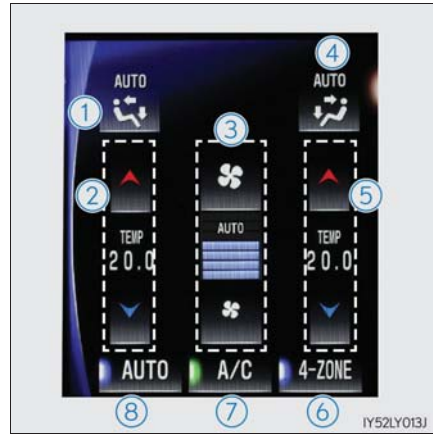 ④
AUTO AUTO
①
③
②
⑤
AUTO
TEMP TEMP
20.0 20.0
AUTO A/C 4-ZONE
⑧ ⑦ ⑥
IY52LY013J